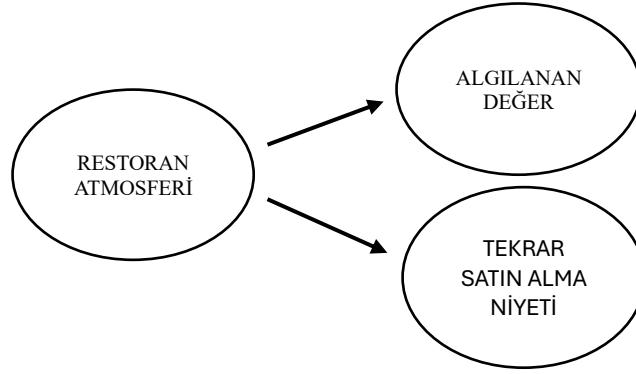 RESTORAN
ATMOSFERİ
ALGILANAN
DEĞER
TEKRAR
SATIN ALMA
NİYETİ